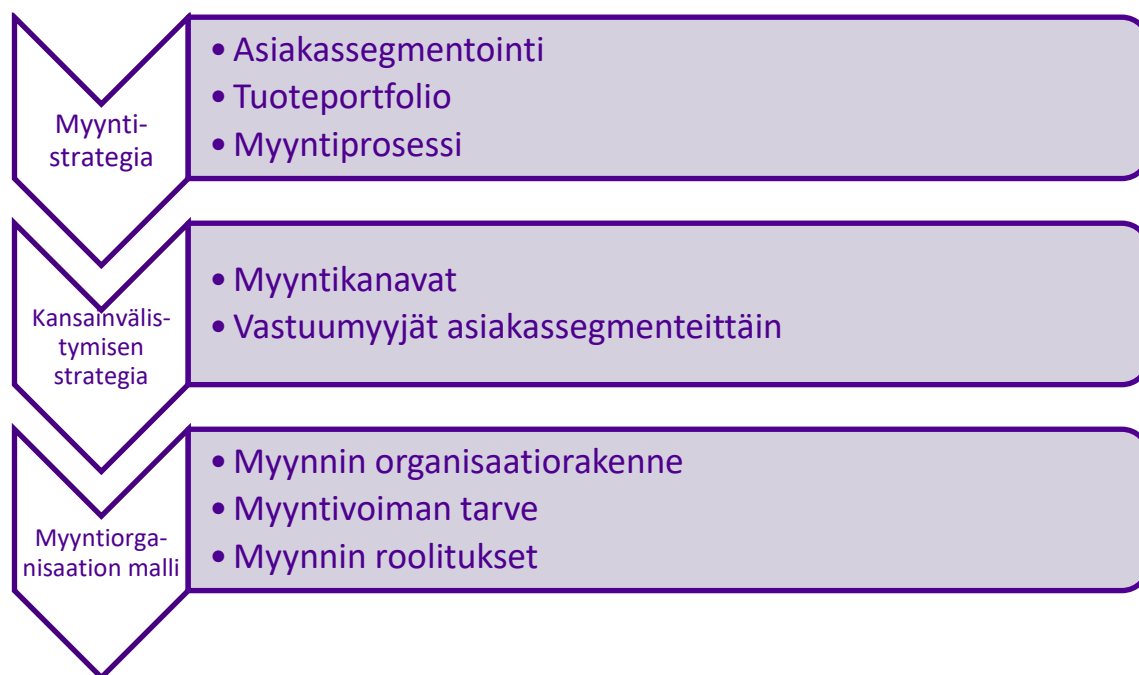 Myynti-
strategia
• Asiakassegmentointi
• Tuoteportfolio
• Myyntiprosessi
Kansainvälis-
tymisen
strategia
• Myyntikanavat
• Vastuumyyjät asiakassegmenteittäin
Myyntiorga-
nisaation malli
• Myynnin organisaatiorakenne
• Myyntivoiman tarve
• Myynnin roolitukset